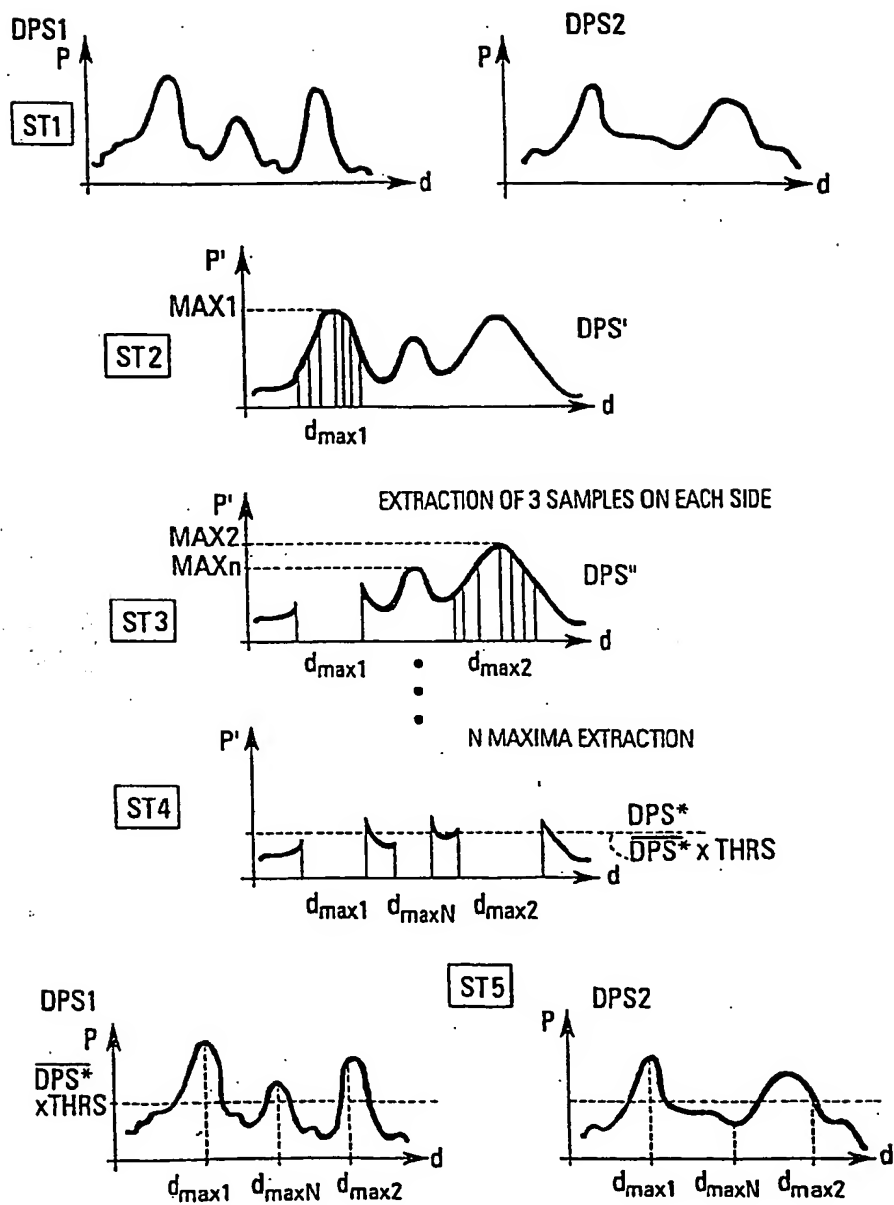 DPS1
DPS2
P
P
ST1
d
d
P'
MAX1
DPS'
ST2
d
dmax1
P'
EXTRACTION OF 3 SAMPLES ON EACH SIDE
MAX2
MAXn
DPS"
ST3
d
dmax1
dmax2
P'
N MAXIMA EXTRACTION
ST4
DPS*
DPS* x THRS
d
dmax1
dmaxN
dmax2
DPS1
ST5
DPS2
P
P
DPS*
xTHRS
d
d
dmax1
dmaxN
dmax2
dmax1
dmaxN
dmax2